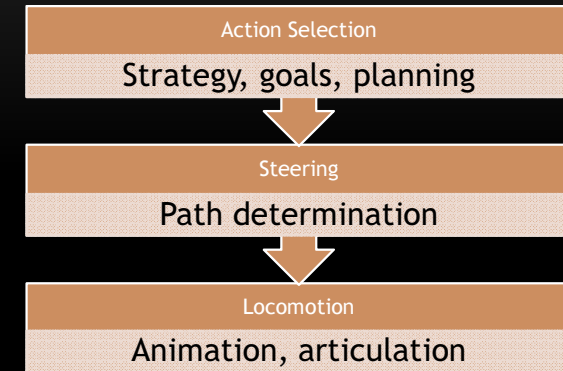 Action Selection
Strategy, goals, planning
Steering
Path determination
Locomotion
Animation, articulation